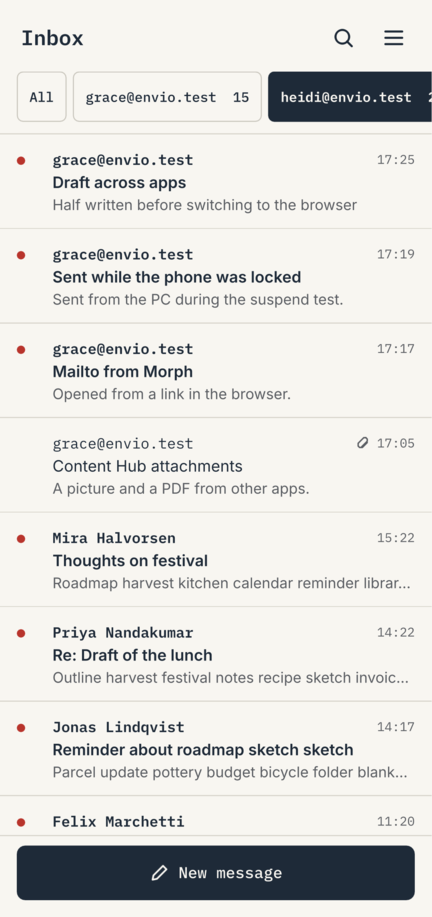 Inbox
All
grace@envio.test 15
heidi@envio.test
grace@envio.test 17:25
Draft across apps
Half written before switching to the browser
grace@envio.test 17:19
Sent while the phone was locked
Sent from the PC during the suspend test.
grace@envio.test 17:17
Mailto from Morph
Opened from a link in the browser.
grace@envio.test 17:05
Content Hub attachments
A picture and a PDF from other apps.
Mira Halvorsen 15:22
Thoughts on festival
Roadmap harvest kitchen calendar reminder librar...
Priya Nandakumar 14:22
Re: Draft of the lunch
Outline harvest festival notes recipe sketch invoic...
Jonas Lindqvist 14:17
Reminder about roadmap sketch sketch
Parcel update pottery budget bicycle folder blank...
Felix Marchetti 11:20
New message